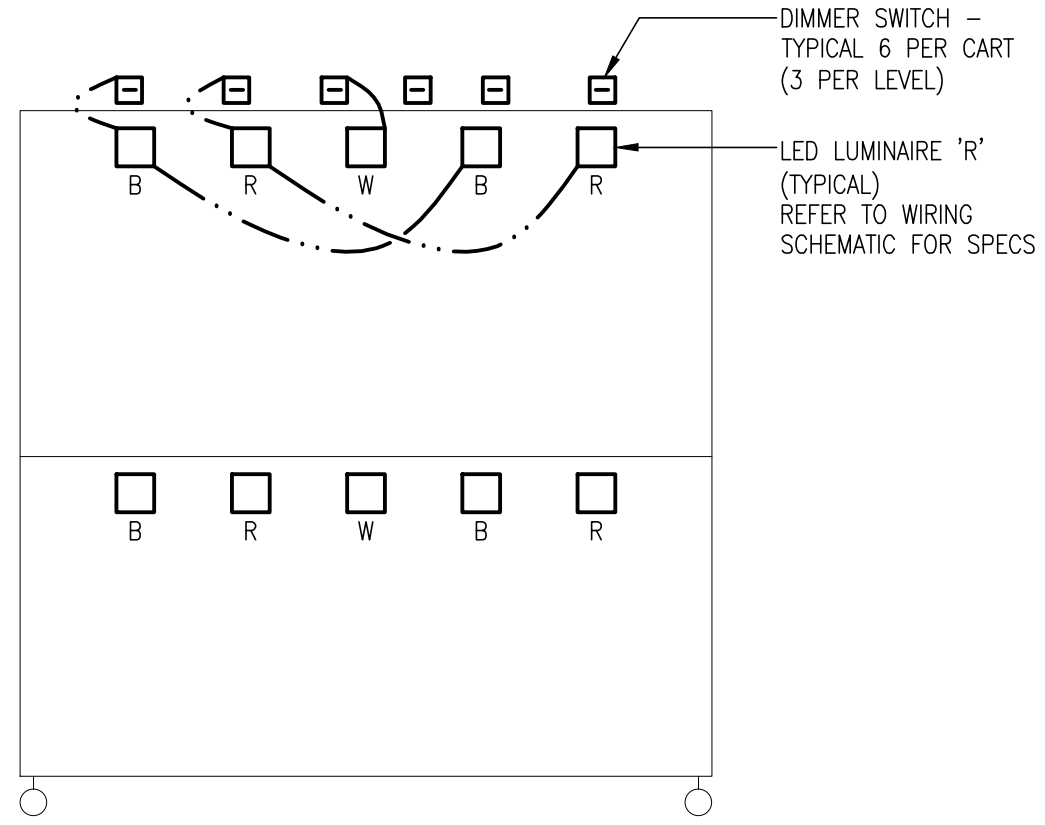 DIMMER SWITCH –
TYPICAL 6 PER CART
(3 PER LEVEL)
LED LUMINAIRE 'R'
(TYPICAL)
REFER TO WIRING
SCHEMATIC FOR SPECS
B R W B R
B R W B R